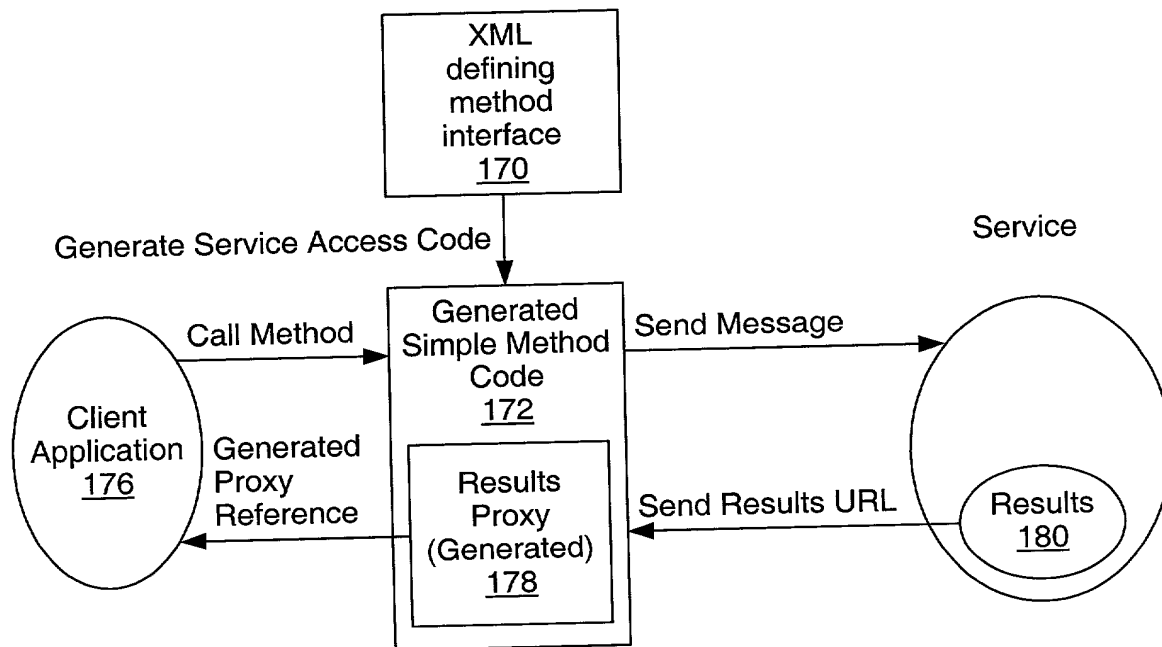 XML
defining
method
interface
170
Generate Service Access Code
Service
Call Method
Generated
Simple Method
Code
172
Send Message
Client
Application
176
Generated
Proxy
Reference
Results
Proxy
(Generated)
178
Send Results URL
Results
180